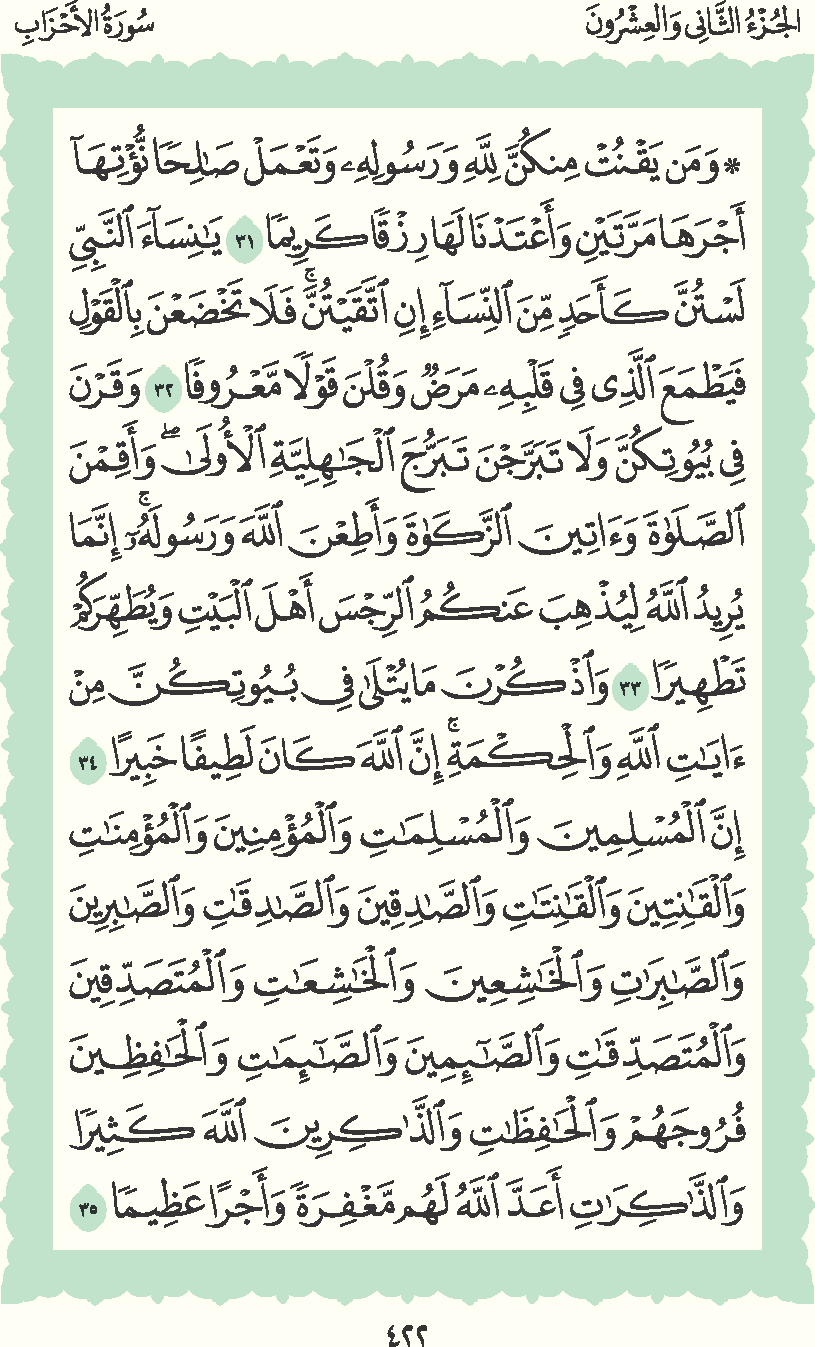 الجُزْءُ الثَّانِي وَالعِشْرُونَ سُورَةُ الأَحْزَابِ
* وَمَن يَقْنُتْ مِنكُنَّ لِلَّهِ وَرَسُولِهِۦ وَتَعْمَلْ صَٰلِحًا نُّؤْتِهَآ
أَجْرَهَا مَرَّتَيْنِ وَأَعْتَدْنَا لَهَا رِزْقًا كَرِيمًا ٣١ يَٰنِسَآءَ ٱلنَّبِىِّ
لَسْتُنَّ كَأَحَدٍ مِّنَ ٱلنِّسَآءِ إِنِ ٱتَّقَيْتُنَّۚ فَلَا تَخْضَعْنَ بِٱلْقَوْلِ
فَيَطْمَعَ ٱلَّذِى فِى قَلْبِهِۦ مَرَضٌ وَقُلْنَ قَوْلًا مَّعْرُوفًا ٣٢ وَقَرْنَ
فِى بُيُوتِكُنَّ وَلَا تَبَرَّجْنَ تَبَرُّجَ ٱلْجَٰهِلِيَّةِ ٱلْأُولَىٰۖ وَأَقِمْنَ
ٱلصَّلَوٰةَ وَءَاتِينَ ٱلزَّكَوٰةَ وَأَطِعْنَ ٱللَّهَ وَرَسُولَهُۥٓۚ إِنَّمَا
يُرِيدُ ٱللَّهُ لِيُذْهِبَ عَنكُمُ ٱلرِّجْسَ أَهْلَ ٱلْبَيْتِ وَيُطَهِّرَكُمْ
تَطْهِيرًا ٣٣ وَٱذْكُرْنَ مَا يُتْلَىٰ فِى بُيُوتِكُنَّ مِنْ
ءَايَٰتِ ٱللَّهِ وَٱلْحِكْمَةِۚ إِنَّ ٱللَّهَ كَانَ لَطِيفًا خَبِيرًا ٣٤
إِنَّ ٱلْمُسْلِمِينَ وَٱلْمُسْلِمَٰتِ وَٱلْمُؤْمِنِينَ وَٱلْمُؤْمِنَٰتِ
وَٱلْقَٰنِتِينَ وَٱلْقَٰنِتَٰتِ وَٱلصَّٰدِقِينَ وَٱلصَّٰدِقَٰتِ وَٱلصَّٰبِرِينَ
وَٱلصَّٰبِرَٰتِ وَٱلْخَٰشِعِينَ وَٱلْخَٰشِعَٰتِ وَٱلْمُتَصَدِّقِينَ
وَٱلْمُتَصَدِّقَٰتِ وَٱلصَّٰٓئِمِينَ وَٱلصَّٰٓئِمَٰتِ وَٱلْحَٰفِظِينَ
فُرُوجَهُمْ وَٱلْحَٰفِظَٰتِ وَٱلذَّٰكِرِينَ ٱللَّهَ كَثِيرًا
وَٱلذَّٰكِرَٰتِ أَعَدَّ ٱللَّهُ لَهُم مَّغْفِرَةً وَأَجْرًا عَظِيمًا ٣٥
٤٢٢